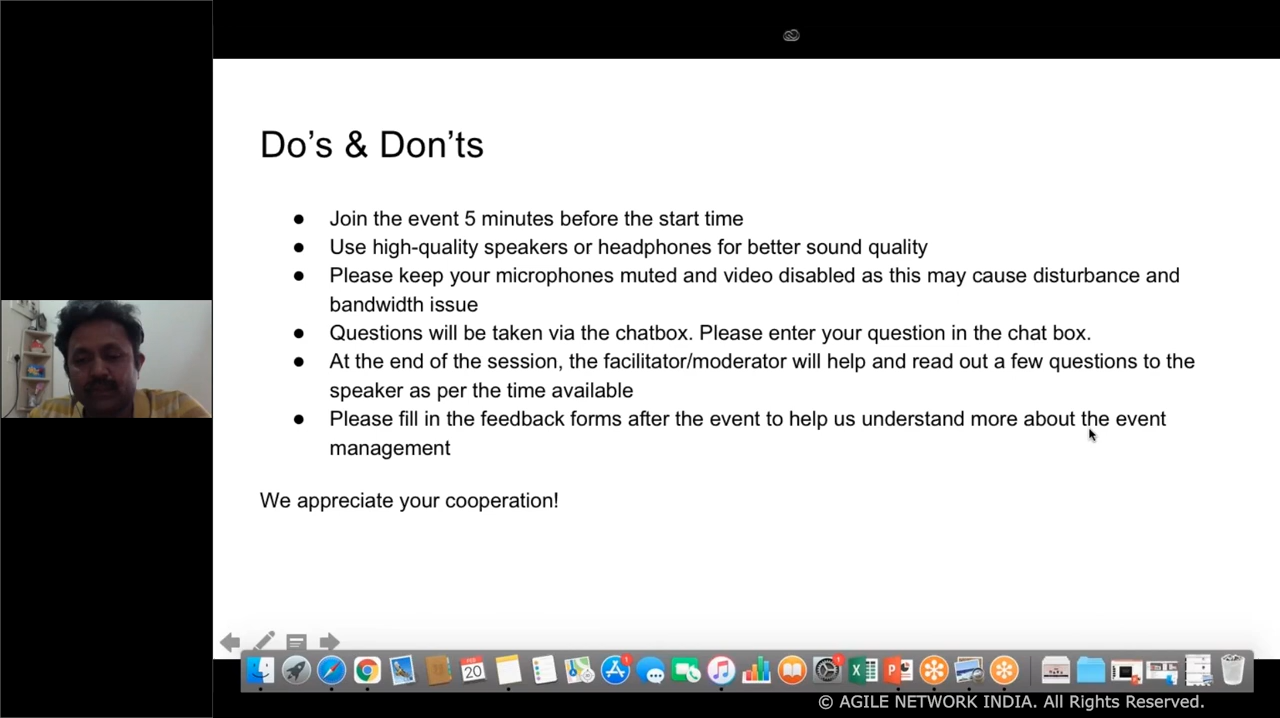 Do's & Don'ts
● Join the event 5 minutes before the start time
● Use high-quality speakers or headphones for better sound quality
● Please keep your microphones muted and video disabled as this may cause disturbance and
bandwidth issue
● Questions will be taken via the chatbox. Please enter your question in the chat box.
● At the end of the session, the facilitator/moderator will help and read out a few questions to the
speaker as per the time available
● Please fill in the feedback forms after the event to help us understand more about the event
management
We appreciate your cooperation!
FEB
20
1
1
© AGILE NETWORK INDIA. All Rights Reserved.